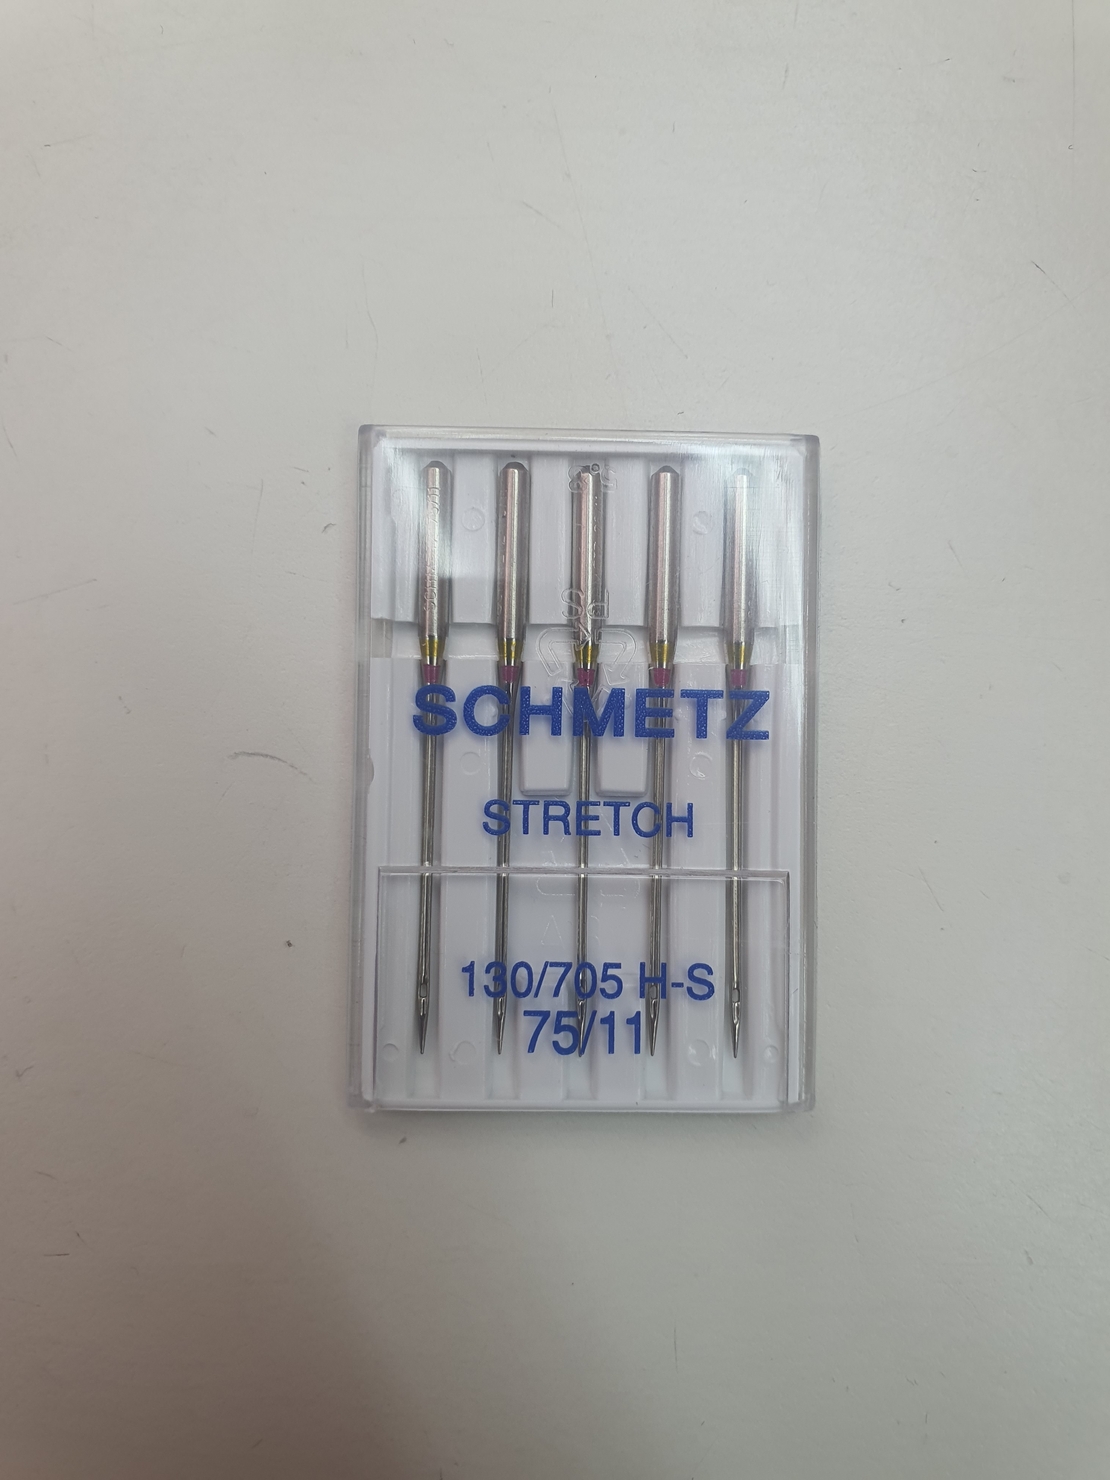 SCHMETZ
STRETCH
130/705 H-S
75/11